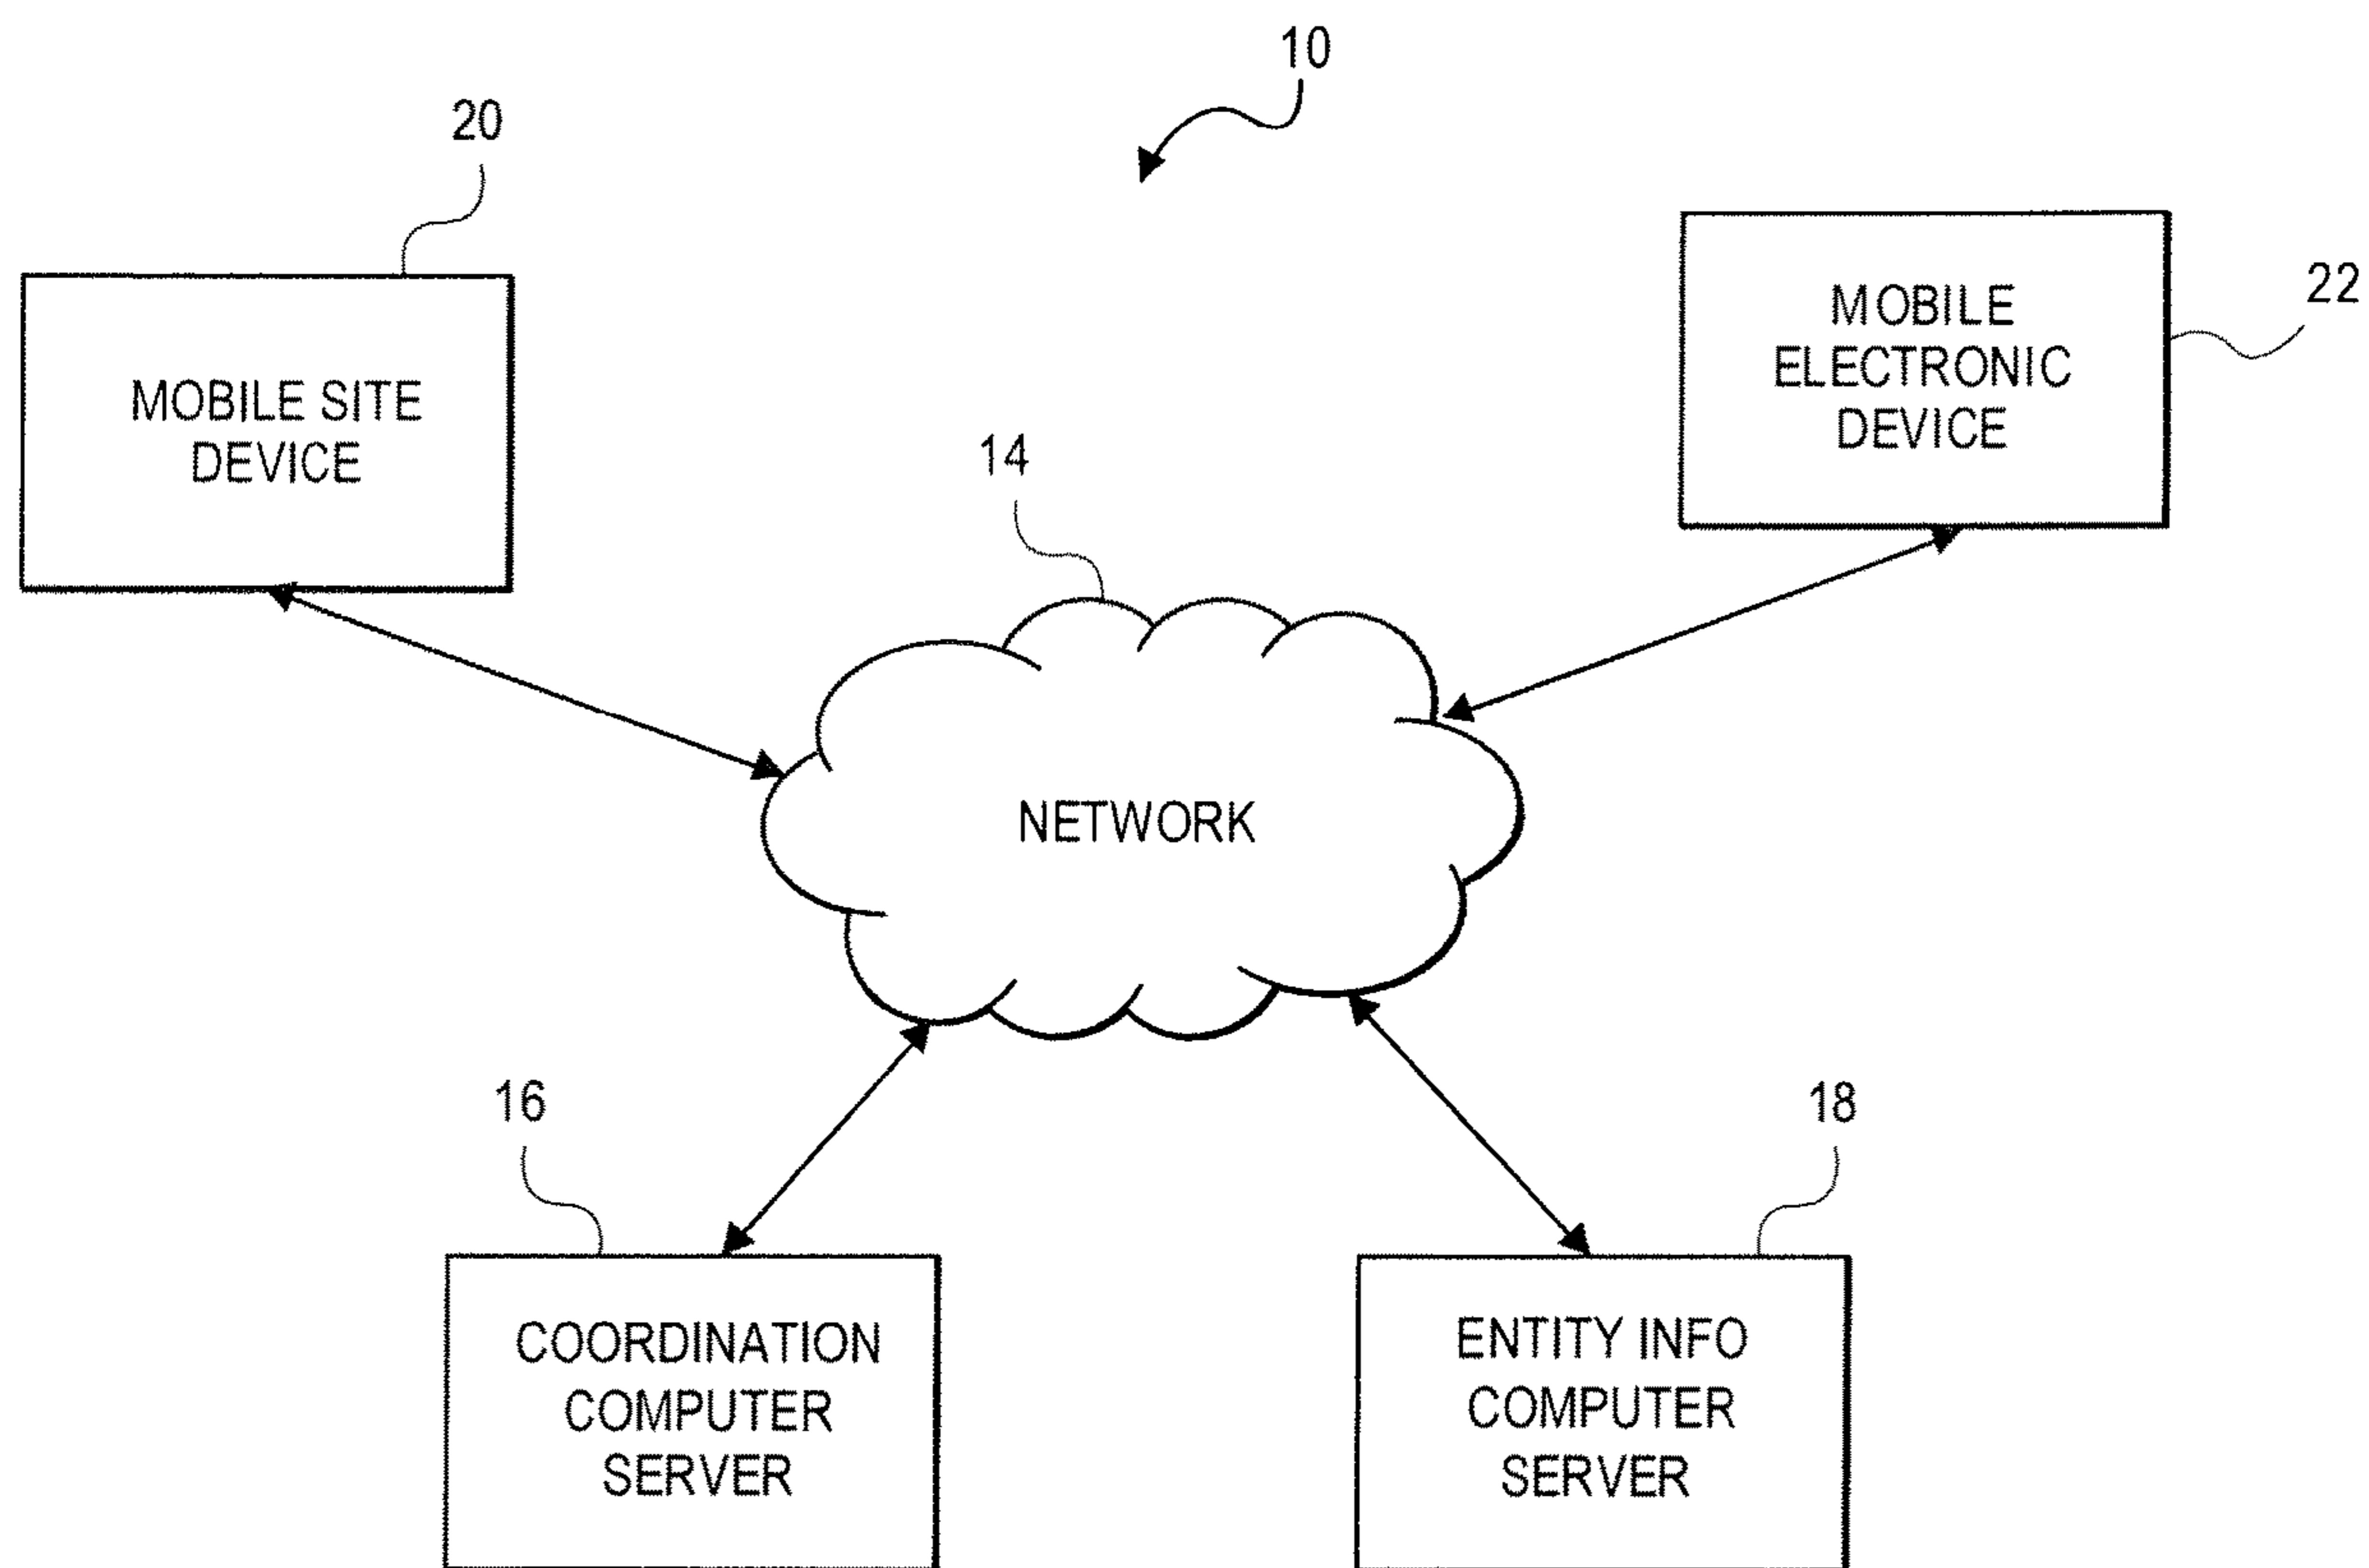 10
20
22
MOBILE SITE
DEVICE
MOBILE
ELECTRONIC
DEVICE
14
NETWORK
16
18
COORDINATION
COMPUTER
SERVER
ENTITY INFO
COMPUTER
SERVER